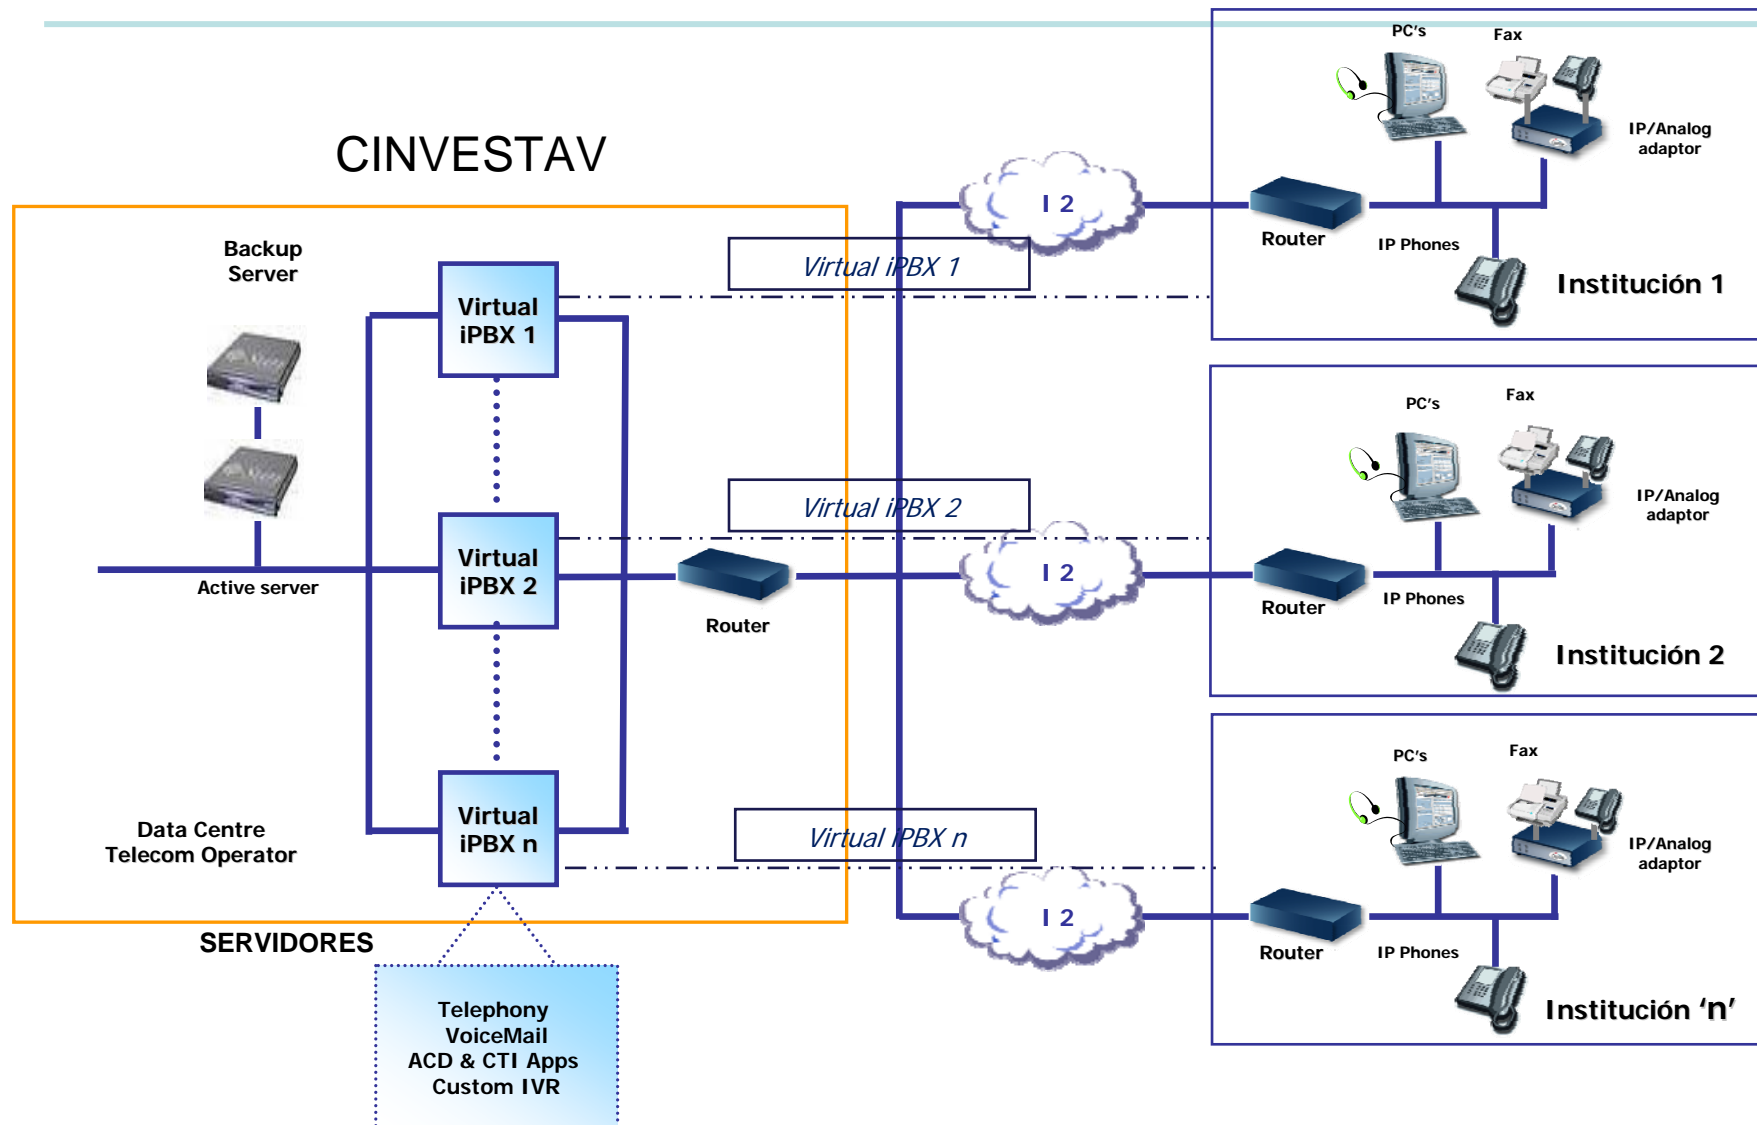 CINVESTAV
Backup
Server
Active server
Data Centre
Telecom Operator
Virtual
iPBX 1
Virtual
iPBX 2
Virtual
iPBX n
Router
SERVIDORES
Telephony
VoiceMail
ACD & CTI Apps
Custom IVR
Virtual iPBX 1
Virtual iPBX 2
Virtual iPBX n
I 2
I 2
I 2
PC's
Fax
IP/Analog
adaptor
Router
IP Phones
Institución 1
PC's
Fax
IP/Analog
adaptor
Router
IP Phones
Institución 2
PC's
Fax
IP/Analog
adaptor
Router
IP Phones
Institución ‘n’